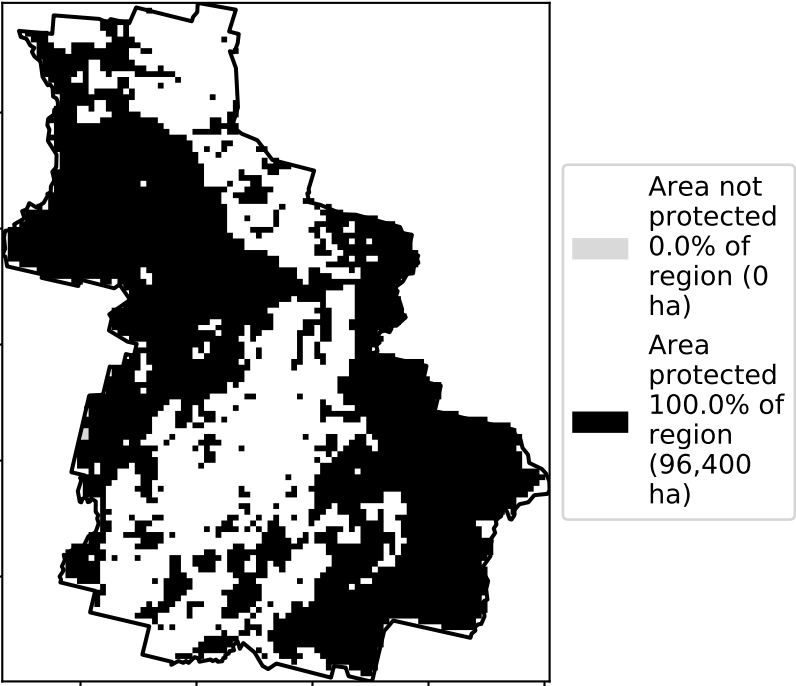 Area not
protected
0.0% of
region (0
ha)
Area
protected
100.0% of
region
(96,400
ha)